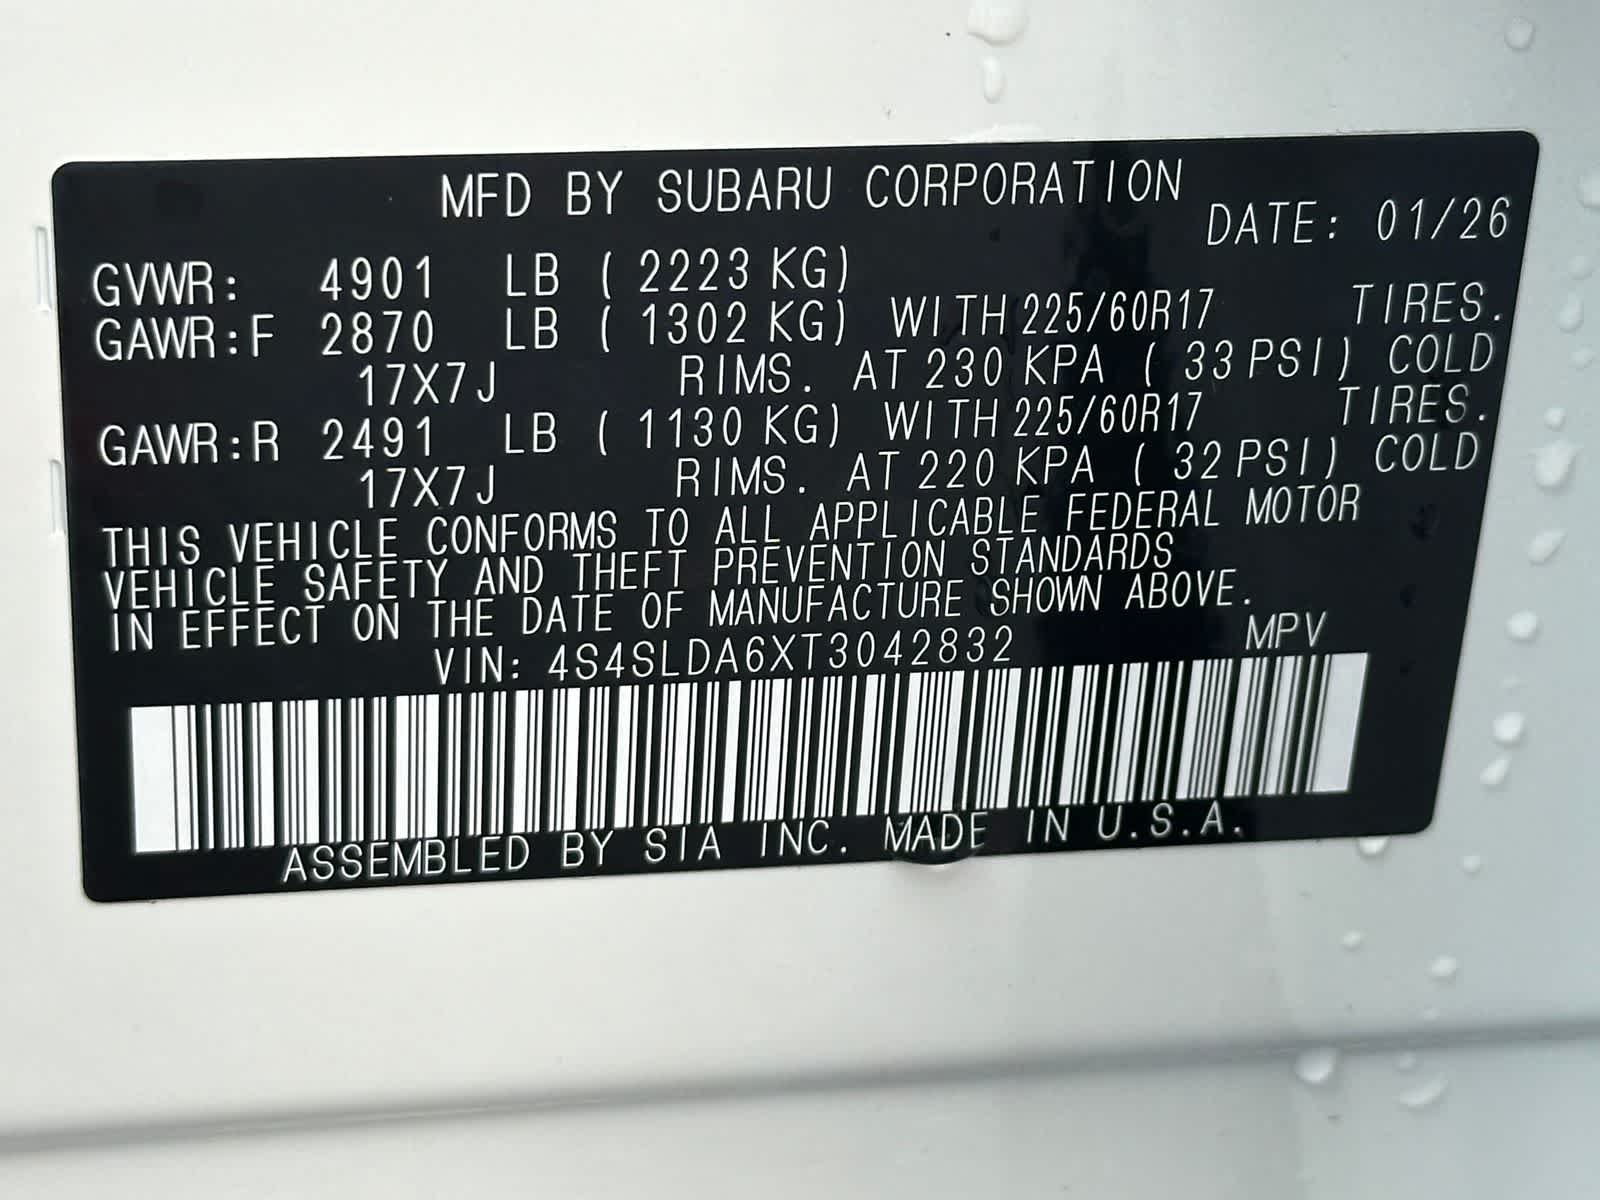 MFD BY SUBARU CORPORATION
DATE: 01/26
GVWR: 4901 LB ( 2223 KG)
GAWR:F 2870 LB ( 1302 KG) WITH 225/60R17 TIRES.
17X7J RIMS. AT 230 KPA ( 33 PSI) COLD
GAWR:R 2491 LB ( 1130 KG) WITH 225/60R17 TIRES.
17X7J RIMS. AT 220 KPA ( 32 PSI) COLD
THIS VEHICLE CONFORMS TO ALL APPLICABLE FEDERAL MOTOR
VEHICLE SAFETY AND THEFT PREVENTION STANDARDS
IN EFFECT ON THE DATE OF MANUFACTURE SHOWN ABOVE.
VIN: 4S4SLDA6XT3042832 MPV
ASSEMBLED BY SIA INC. MADE IN U.S.A.